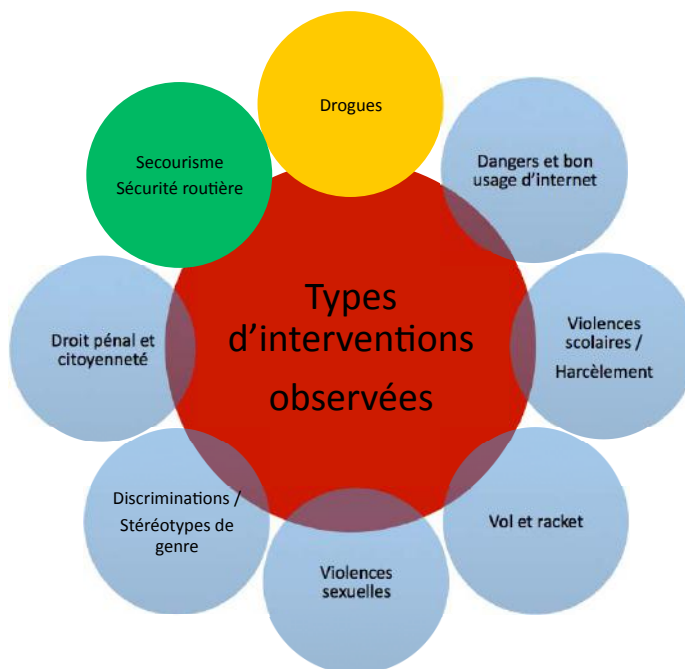 Drogues
Secourisme
Sécurité routière
Dangers et bon
usage d'internet
Types
d'interventions
observées
Droit pénal et
citoyenneté
Violences
scolaires /
Harcèlement
Discriminations /
Stéréotypes de
genre
Vol et racket
Violences
sexuelles